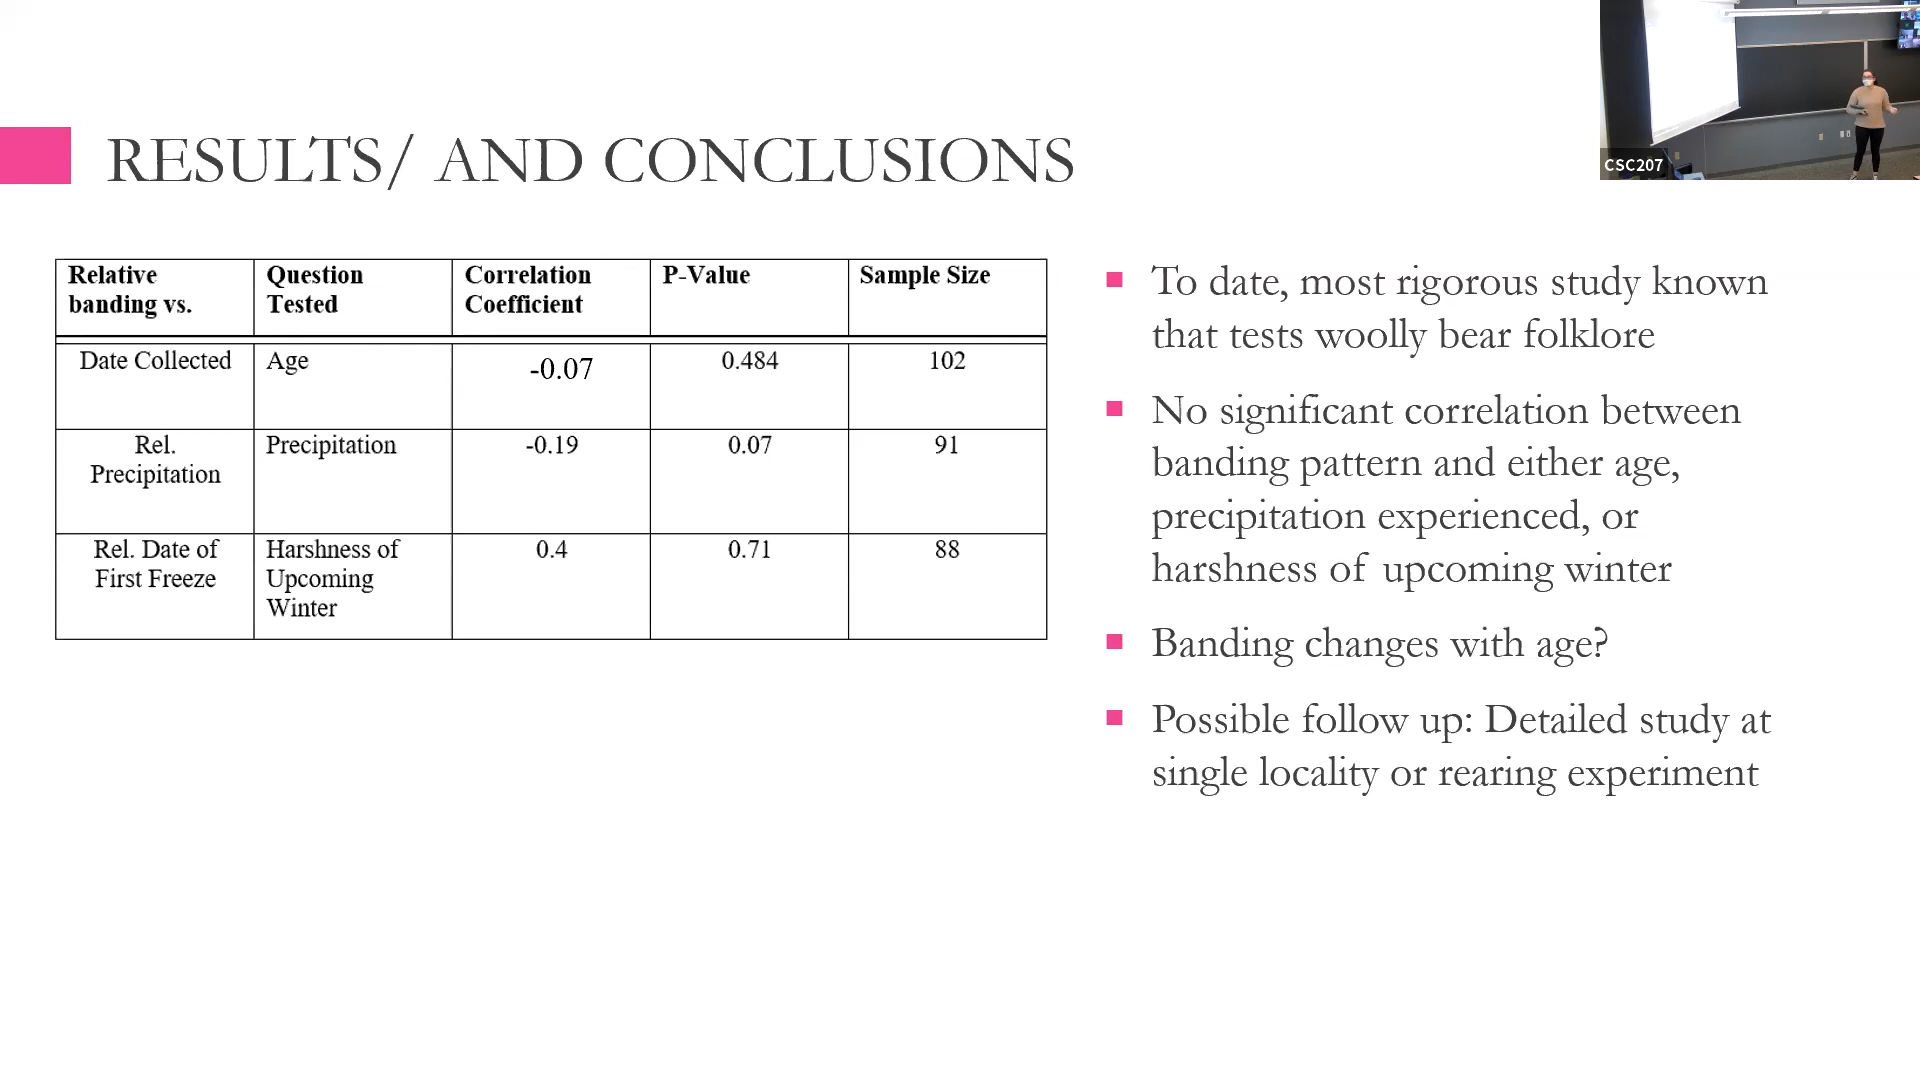 CSC207
RESULTS/ AND CONCLUSIONS
Relative banding vs. Question Tested Correlation Coefficient P-Value Sample Size
Date Collected Age -0.07 0.484 102
Rel. Precipitation Precipitation -0.19 0.07 91
Rel. Date of First Freeze Harshness of Upcoming Winter 0.4 0.71 88
To date, most rigorous study known
that tests woolly bear folklore
No significant correlation between
banding pattern and either age,
precipitation experienced, or
harshness of upcoming winter
Banding changes with age?
Possible follow up: Detailed study at
single locality or rearing experiment